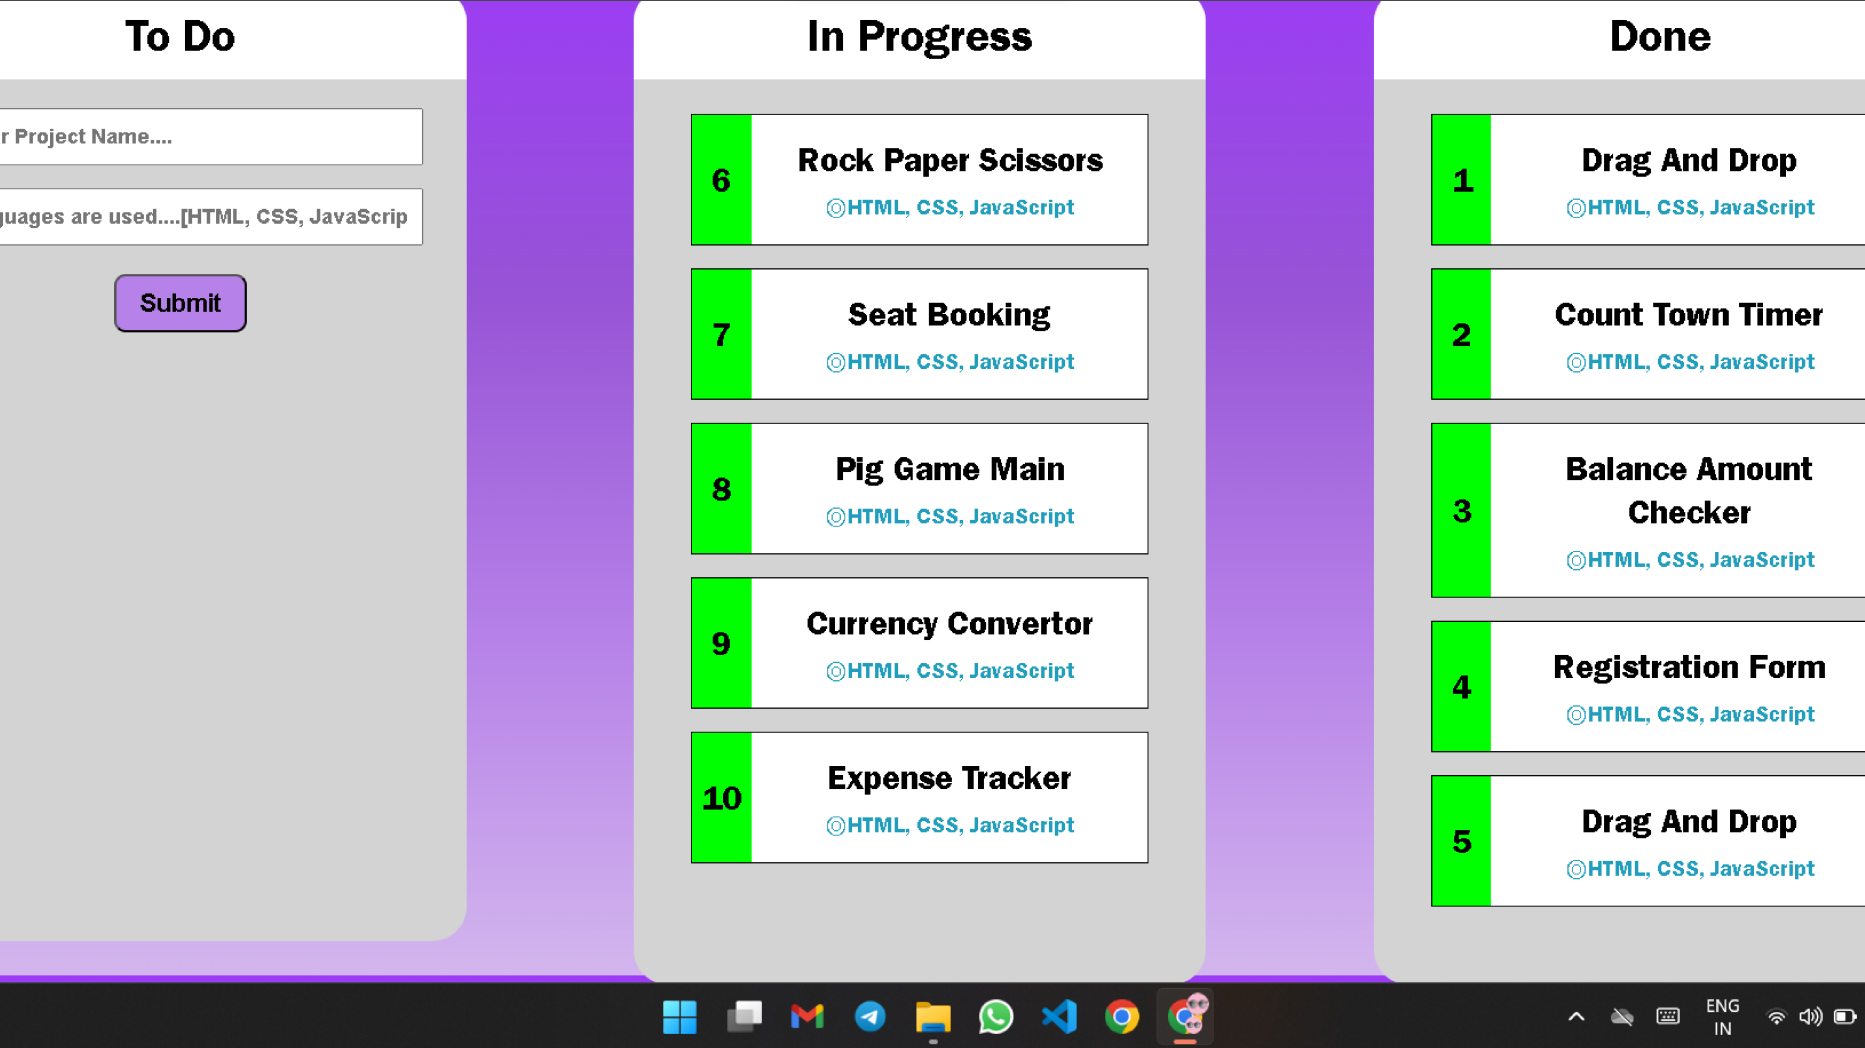 To Do
r Project Name....
guages are used....[HTML, CSS, JavaScrip
Submit
In Progress
6
Rock Paper Scissors
HTML, CSS, JavaScript
7
Seat Booking
HTML, CSS, JavaScript
8
Pig Game Main
HTML, CSS, JavaScript
9
Currency Convertor
HTML, CSS, JavaScript
10
Expense Tracker
HTML, CSS, JavaScript
Done
1
Drag And Drop
HTML, CSS, JavaScript
2
Count Town Timer
HTML, CSS, JavaScript
3
Balance Amount
Checker
HTML, CSS, JavaScript
4
Registration Form
HTML, CSS, JavaScript
5
Drag And Drop
HTML, CSS, JavaScript
ENG
IN